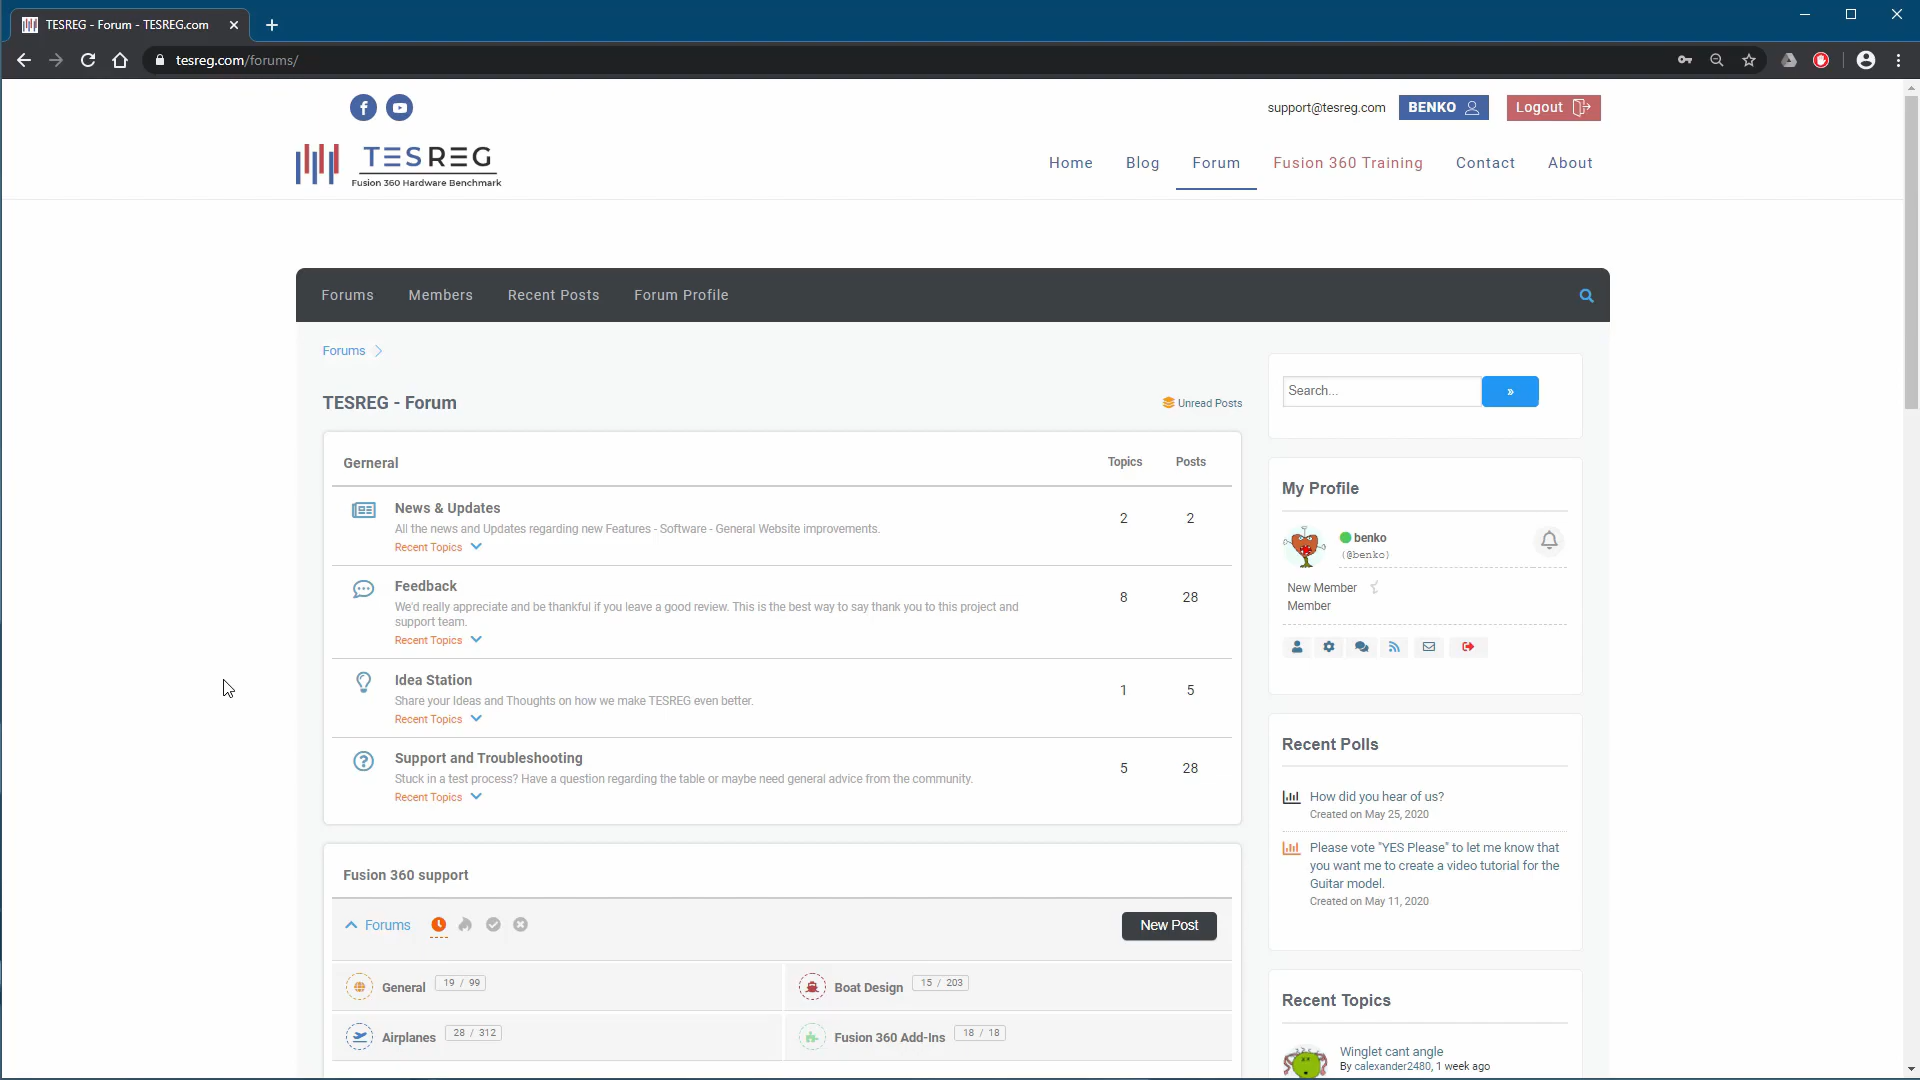 TESREG - Forum - TESREG.com
tesreg.com/forums/
support@tesreg.com
BENKO
Logout
TESREG
Fusion 360 Hardware Benchmark
Home
Blog
Forum
Fusion 360 Training
Contact
About
Forums
Members
Recent Posts
Forum Profile
Forums
TESREG - Forum
Unread Posts
Gerneral
Topics
Posts
News & Updates
All the news and Updates regarding new Features - Software - General Website improvements.
Recent Topics
2
2
Feedback
We'd really appreciate and be thankful if you leave a good review. This is the best way to say thank you to this project and
support team.
Recent Topics
8
28
Idea Station
Share your Ideas and Thoughts on how we make TESREG even better.
Recent Topics
1
5
Support and Troubleshooting
Stuck in a test process? Have a question regarding the table or maybe need general advice from the community.
Recent Topics
5
28
Fusion 360 support
Forums
New Post
General
19 / 99
Boat Design
15 / 203
Airplanes
28 / 312
Fusion 360 Add-Ins
18 / 18
Search...
»
My Profile
benko
(@benko)
New Member
Member
Recent Polls
How did you hear of us?
Created on May 25, 2020
Please vote "YES Please" to let me know that
you want me to create a video tutorial for the
Guitar model.
Created on May 11, 2020
Recent Topics
Winglet cant angle
By calexander2480, 1 week ago